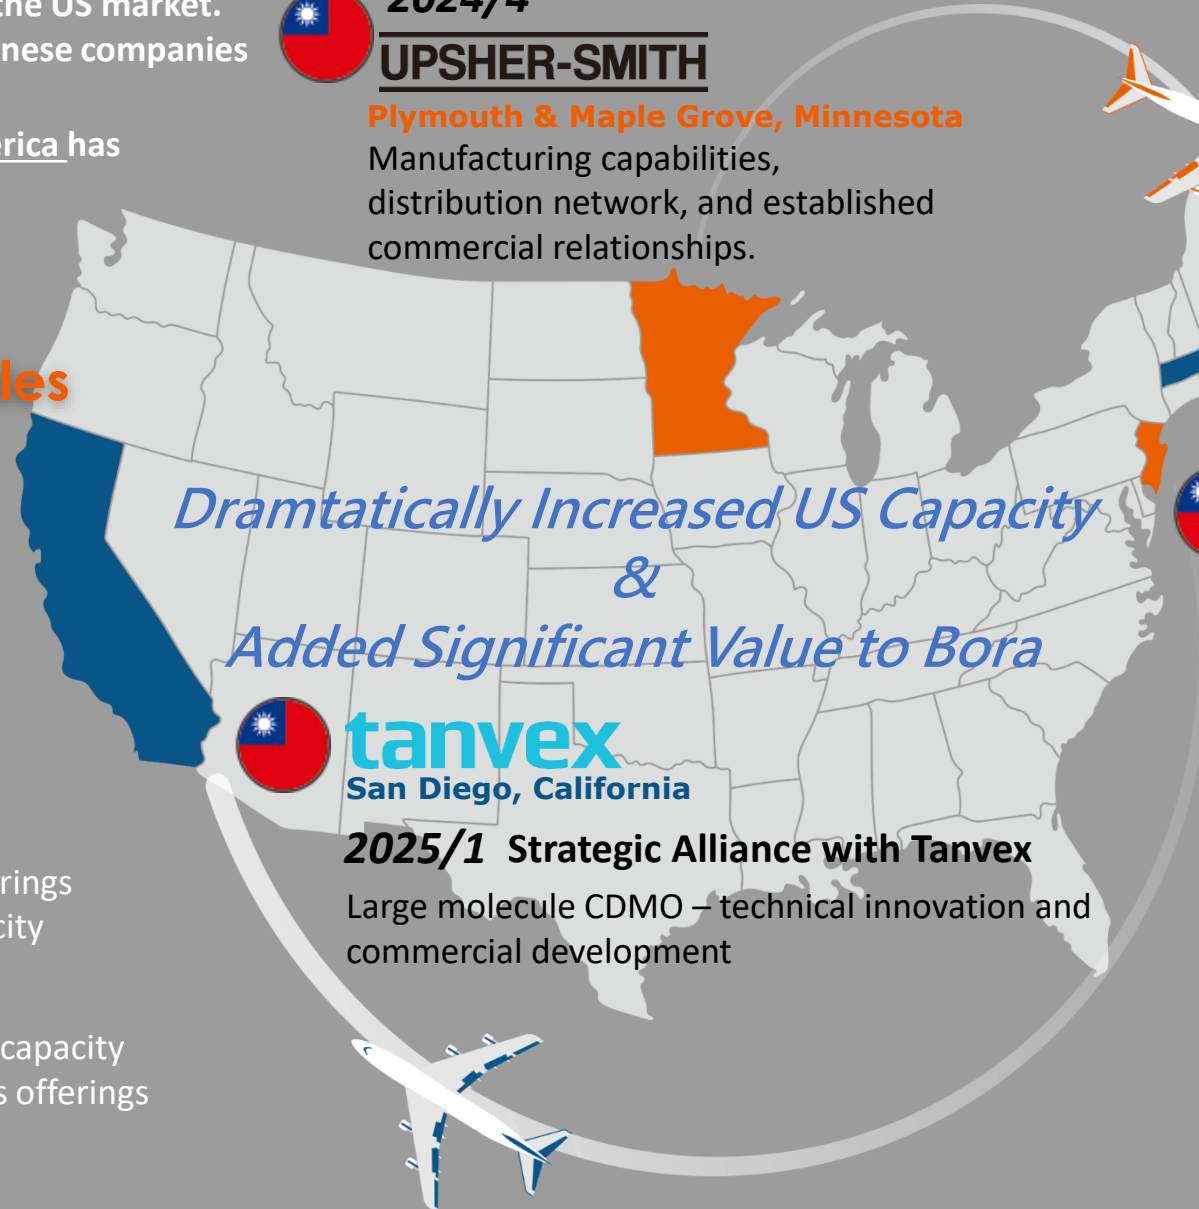 the US market.
nese companies
erica has
2024/4
UPSHER-SMITH
Plymouth & Maple Grove, Minnesota
Manufacturing capabilities,
distribution network, and established
commercial relationships.
les
Dramtatically Increased US Capacity
&
Added Significant Value to Bora
tanvex
San Diego, California
2025/1 Strategic Alliance with Tanvex
Large molecule CDMO – technical innovation and
commercial development
rings
city
capacity
s offerings